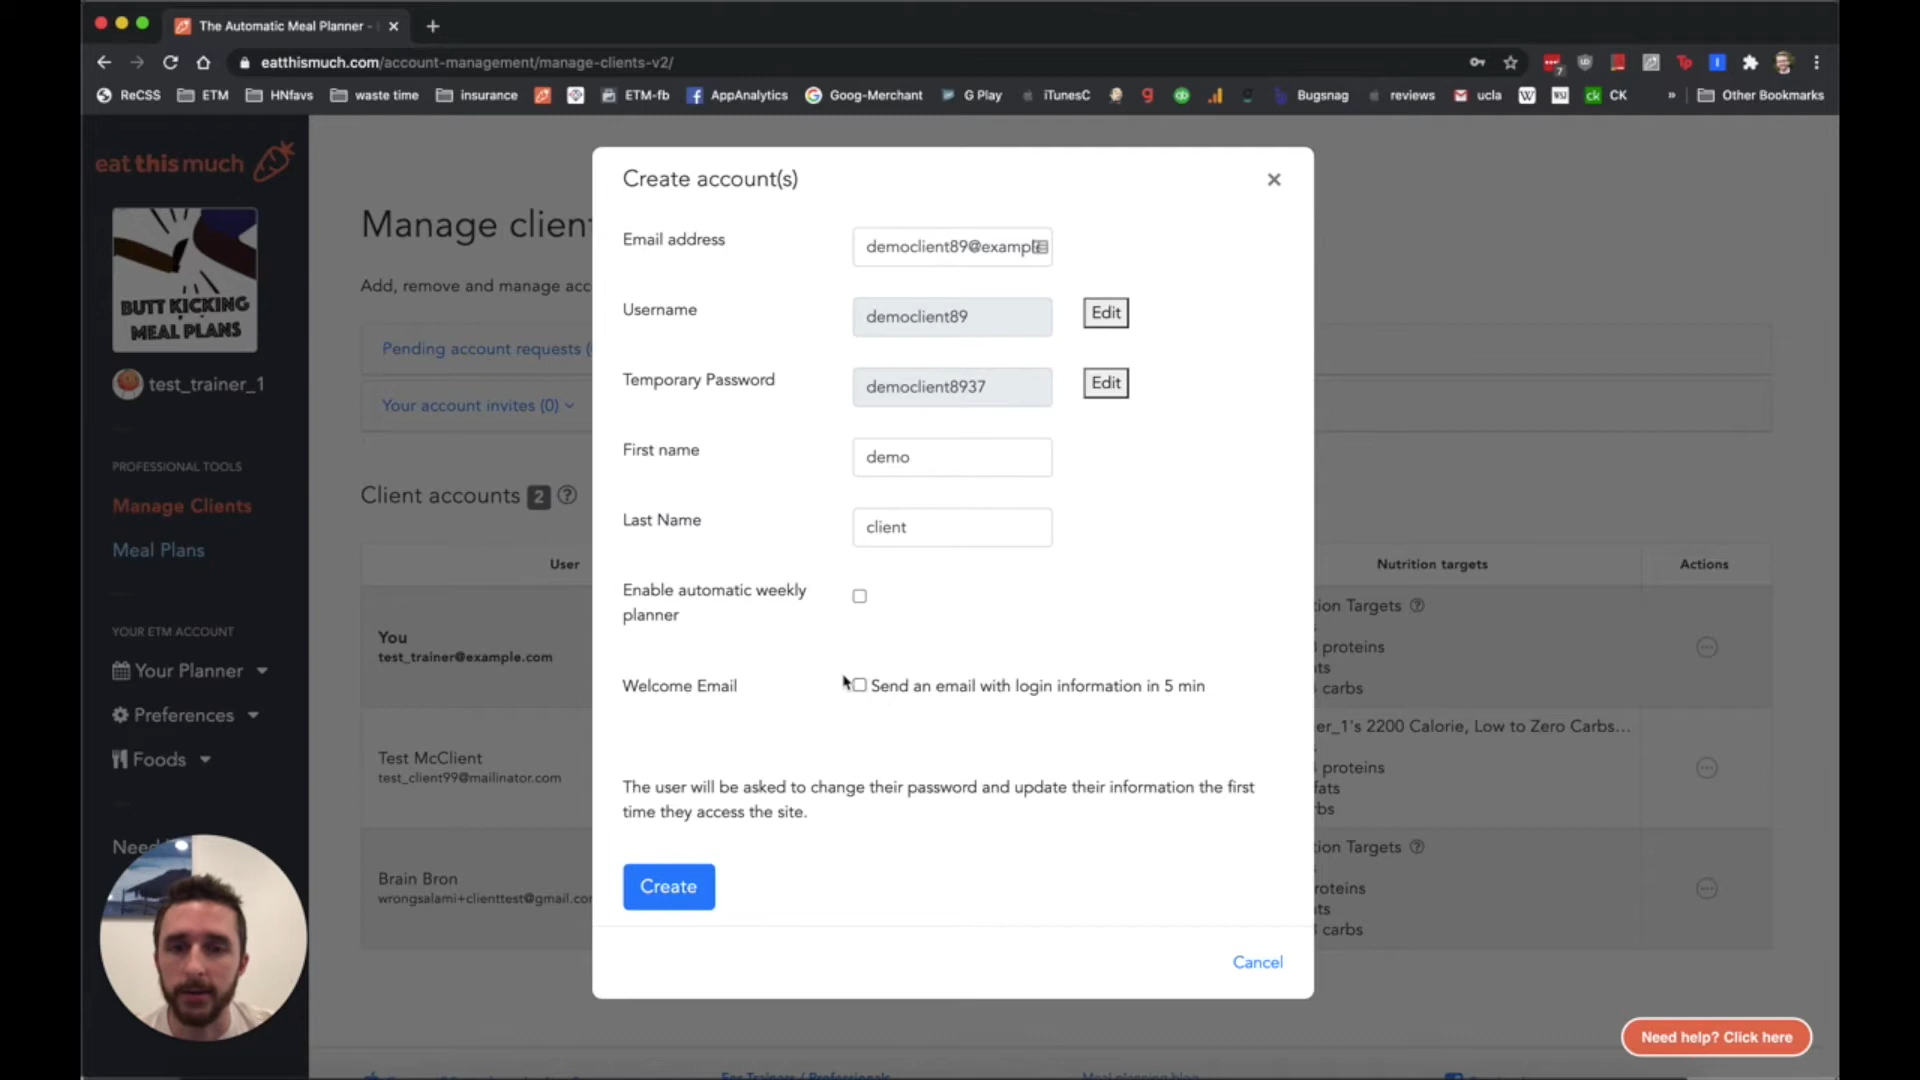 The Automatic Meal Planner -
eatthismuch.com/account-management/manage-clients-v2/
7
ReCSS
ETM
HNfavs
waste time
insurance
ETM-fb
AppAnalytics
Goog-Merchant
G Play
iTunesC
Bugsnag
reviews
ucla
CK
Other Bookmarks
eat this much
BUTT KICKING
MEAL PLANS
test_trainer_1
PROFESSIONAL TOOLS
Manage Clients
Meal Plans
YOUR ETM ACCOUNT
Your Planner
Preferences
Foods
Need
Manage clien
Add, remove and manage acc
Pending account requests (
Your account invites (0)
Client accounts 2
User
Nutrition targets
Actions
You
test_trainer@example.com
ion Targets
proteins
ts
carbs
Test McClient
test_client99@mailinator.com
er_1's 2200 Calorie, Low to Zero Carbs...
proteins
fats
rbs
Brain Bron
wrongsalami+clienttest@gmail.com
ion Targets
roteins
ts
carbs
Create account(s)
Email address
democlient89@example
Username
democlient89
Edit
Temporary Password
democlient8937
Edit
First name
demo
Last Name
client
Enable automatic weekly
planner
Welcome Email
Send an email with login information in 5 min
The user will be asked to change their password and update their information the first
time they access the site.
Create
Cancel
Need help? Click here
For Trainers / Professionals
Meal planning blog